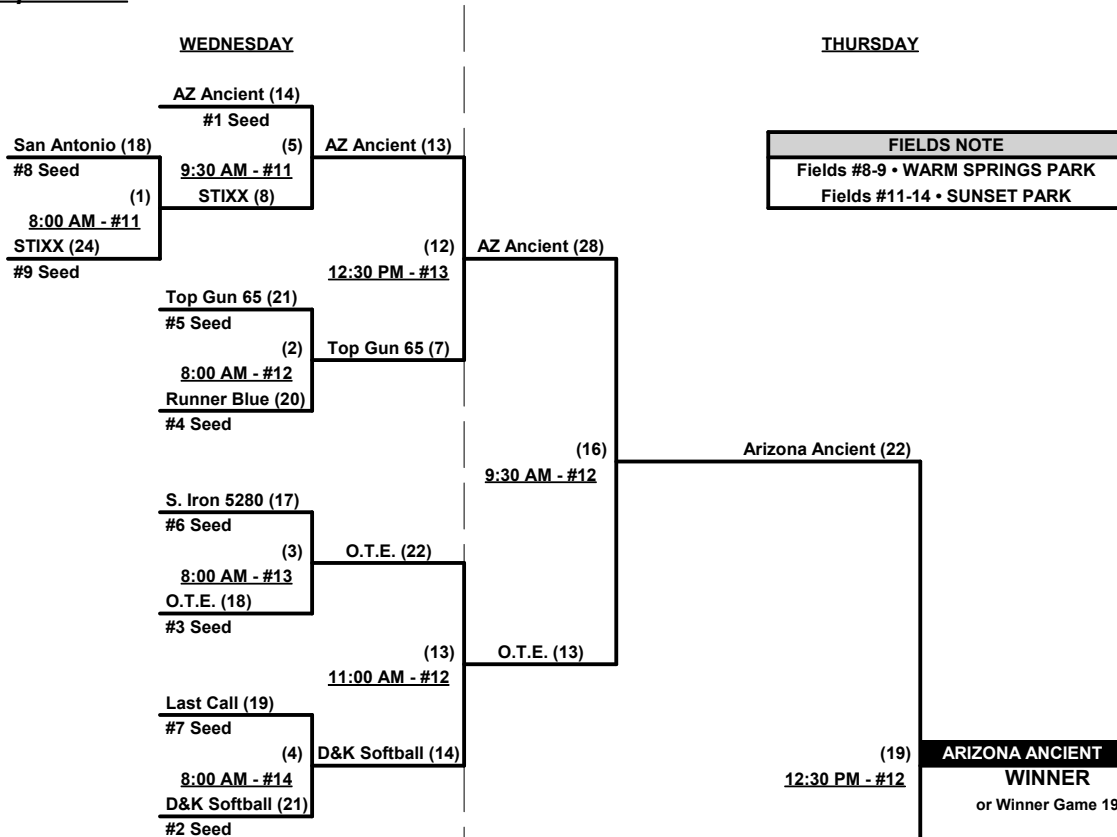 WEDNESDAY
THURSDAY
AZ Ancient (14)
#1 Seed
San Antonio (18)
(5)
AZ Ancient (13)
FIELDS NOTE
#8 Seed
9:30 AM - #11
Fields #8-9 • WARM SPRINGS PARK
(1)
STIXX (8)
Fields #11-14 • SUNSET PARK
8:00 AM - #11
STIXX (24)
(12)
AZ Ancient (28)
#9 Seed
12:30 PM - #13
Top Gun 65 (21)
#5 Seed
(2)
Top Gun 65 (7)
8:00 AM - #12
Runner Blue (20)
#4 Seed
(16)
Arizona Ancient (22)
9:30 AM - #12
S. Iron 5280 (17)
#6 Seed
(3)
O.T.E. (22)
8:00 AM - #13
O.T.E. (18)
#3 Seed
(13)
O.T.E. (13)
11:00 AM - #12
Last Call (19)
#7 Seed
(4)
D&K Softball (14)
(19)
ARIZONA ANCIENT
8:00 AM - #14
12:30 PM - #12
WINNER
D&K Softball (21)
or Winner Game 19
#2 Seed